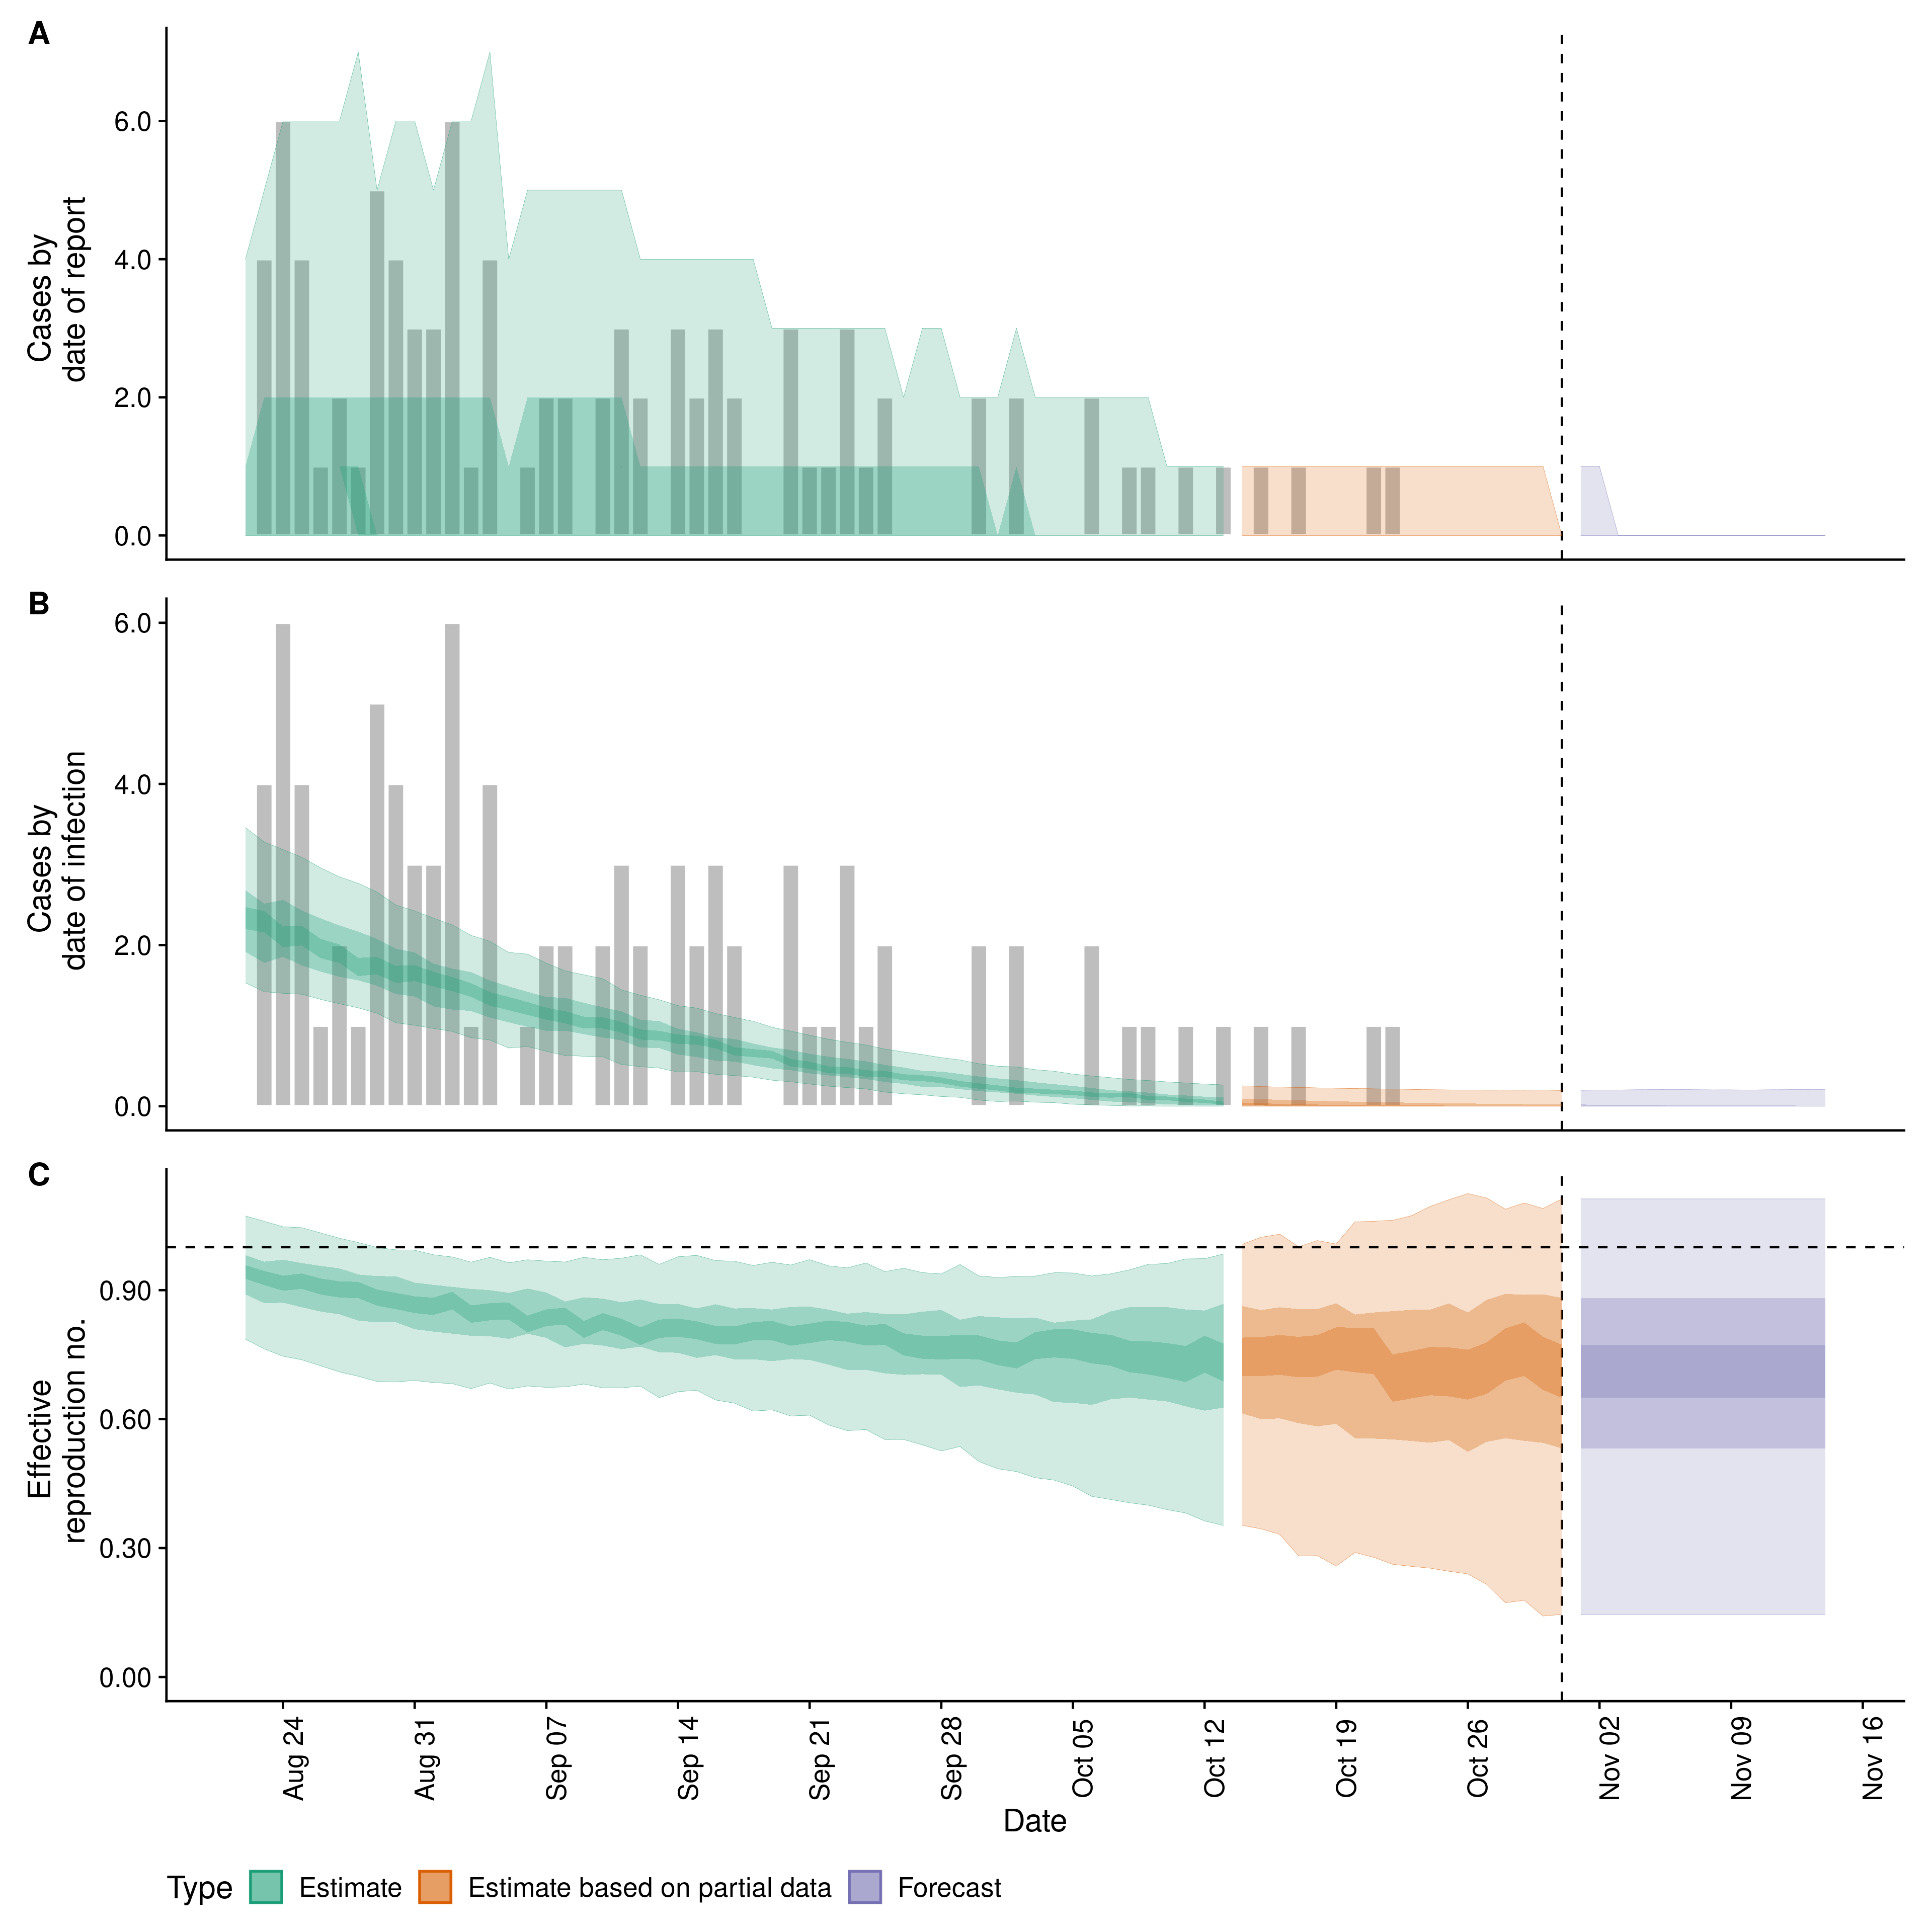 A
Cases by
date of report
6.0
4.0
2.0
0.0
B
Cases by
date of infection
6.0
4.0
2.0
0.0
C
Effective
reproduction no.
0.90
0.60
0.30
0.00
Aug 24
Aug 31
Sep 07
Sep 14
Sep 21
Sep 28
Oct 05
Oct 12
Oct 19
Oct 26
Nov 02
Nov 09
Nov 16
Date
Type Estimate Estimate based on partial data Forecast